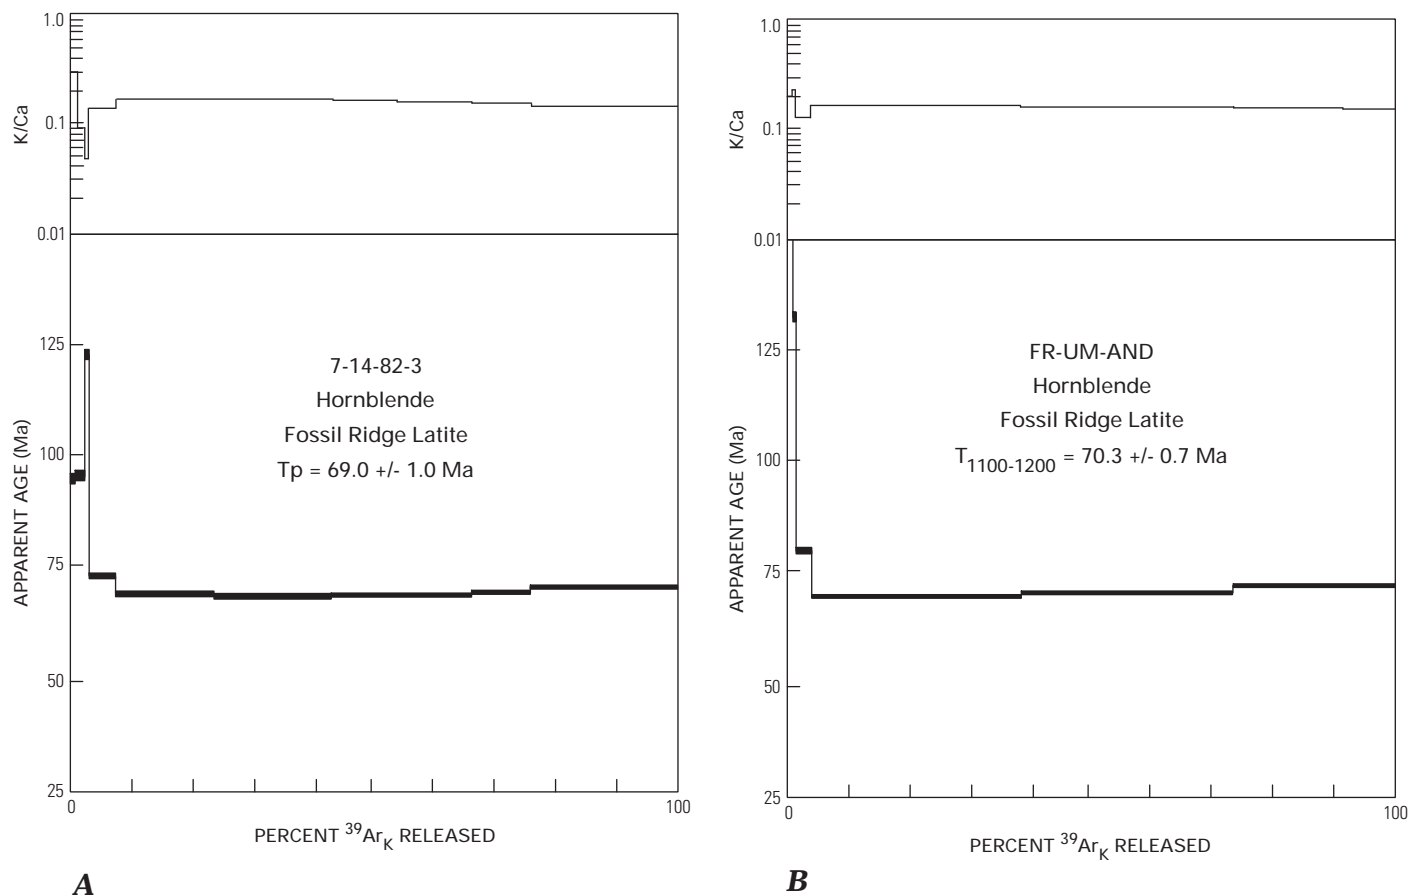 1.0
0.1
0.01
K/Ca
125
100
75
50
25
APPARENT AGE (Ma)
7-14-82-3
Hornblende
Fossil Ridge Latite
Tp = 69.0 +/- 1.0 Ma
0
100
PERCENT 39ArK RELEASED
A
1.0
0.1
0.01
K/Ca
125
100
75
50
25
APPARENT AGE (Ma)
FR-UM-AND
Hornblende
Fossil Ridge Latite
T1100-1200 = 70.3 +/- 0.7 Ma
0
100
PERCENT 39ArK RELEASED
B